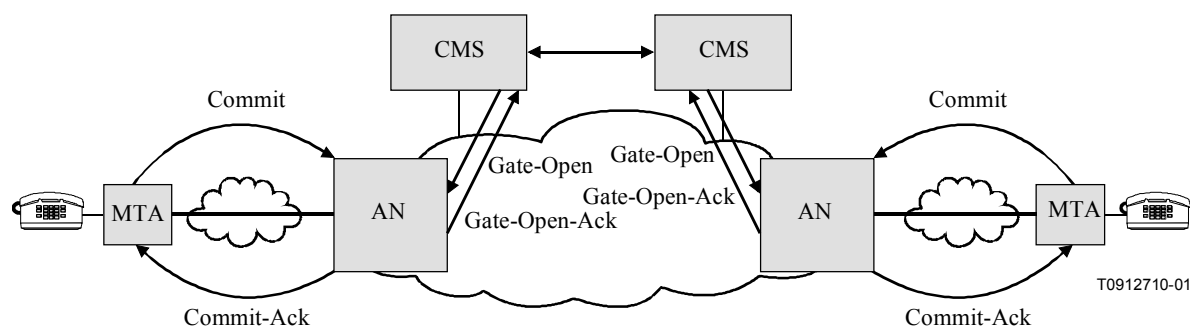 CMS
CMS
Commit
Commit
Gate-Open
Gate-Open
MTA
AN
Gate-Open-Ack
Gate-Open-Ack
AN
MTA
T0912710-01
Commit-Ack
Commit-Ack